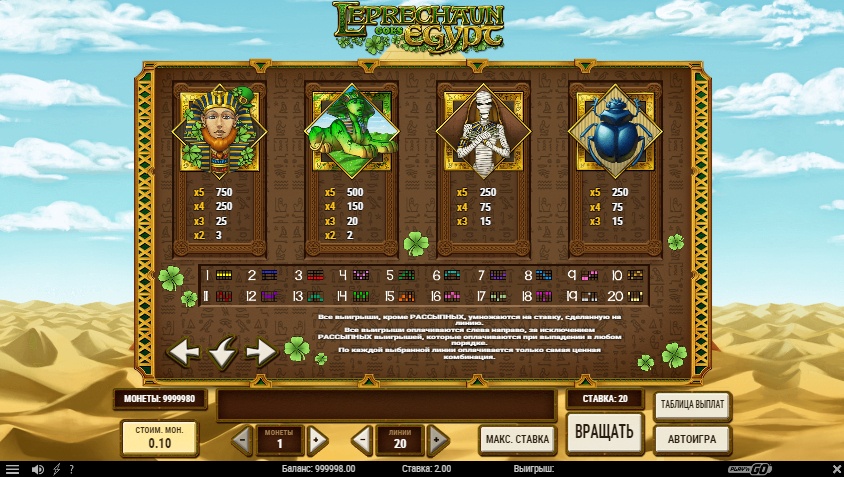 LEPRECHAUN
GOES
EGYPT
x5 750
x4 250
x3 25
x2 3
x5 500
x4 150
x3 20
x2 2
x5 250
x4 75
x3 15
x5 250
x4 75
x3 15
1 2 3 4 5 6 7 8 9 10
11 12 13 14 15 16 17 18 19 20
Все выигрыши, кроме РАССЫПНЫХ, умножаются на ставку, сделанную на
линию.
Все выигрыши оплачиваются слева направо, за исключением
РАССЫПНЫХ выигрышей, которые оплачиваются при выпадении в любом
порядке.
По каждой выбранной линии оплачивается только самая ценная
комбинация.
МОНЕТЫ: 9999980
СТАВКА: 20
ТАБЛИЦА ВЫПЛАТ
СТОИМ. МОН.
0.10
- МОНЕТЫ +
1
- ЛИНИИ +
20
МАКС. СТАВКА
ВРАЩАТЬ
АВТОИГРА
? Баланс: 999998.00 Ставка: 2.00 Выигрыш: PLAY'N GO